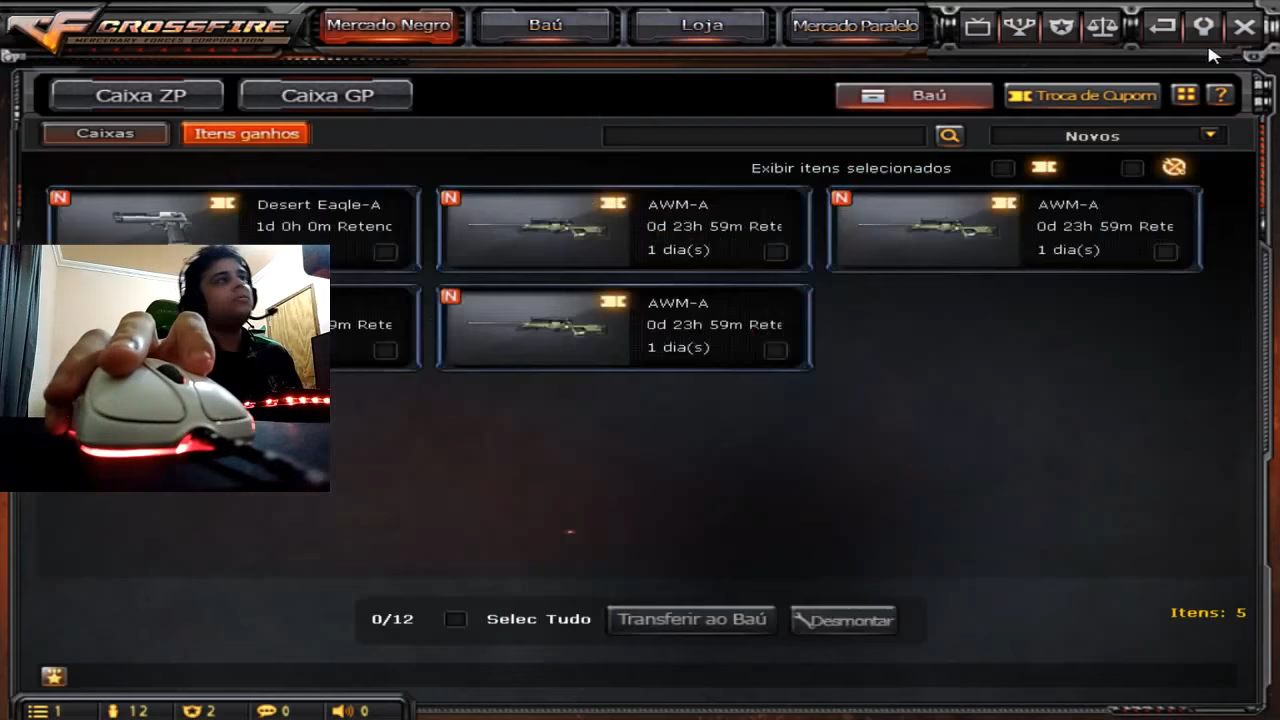 CROSSFIRE
MERCENARY FORCES CORPORATION
Mercado Negro
Baú
Loja
Mercado Paralelo
Caixa ZP
Caixa GP
Baú
Troca de Cupom
?
Caixas
Itens ganhos
Novos
Exibir itens selecionados
N
Desert Eagle-A
1d 0h 0m Retenc
N
AWM-A
0d 23h 59m Rete
1 dia(s)
N
AWM-A
0d 23h 59m Rete
1 dia(s)
9m Rete
N
AWM-A
0d 23h 59m Rete
1 dia(s)
0/12
Selec Tudo
Transferir ao Baú
Desmontar
Itens: 5
1
12
2
0
0